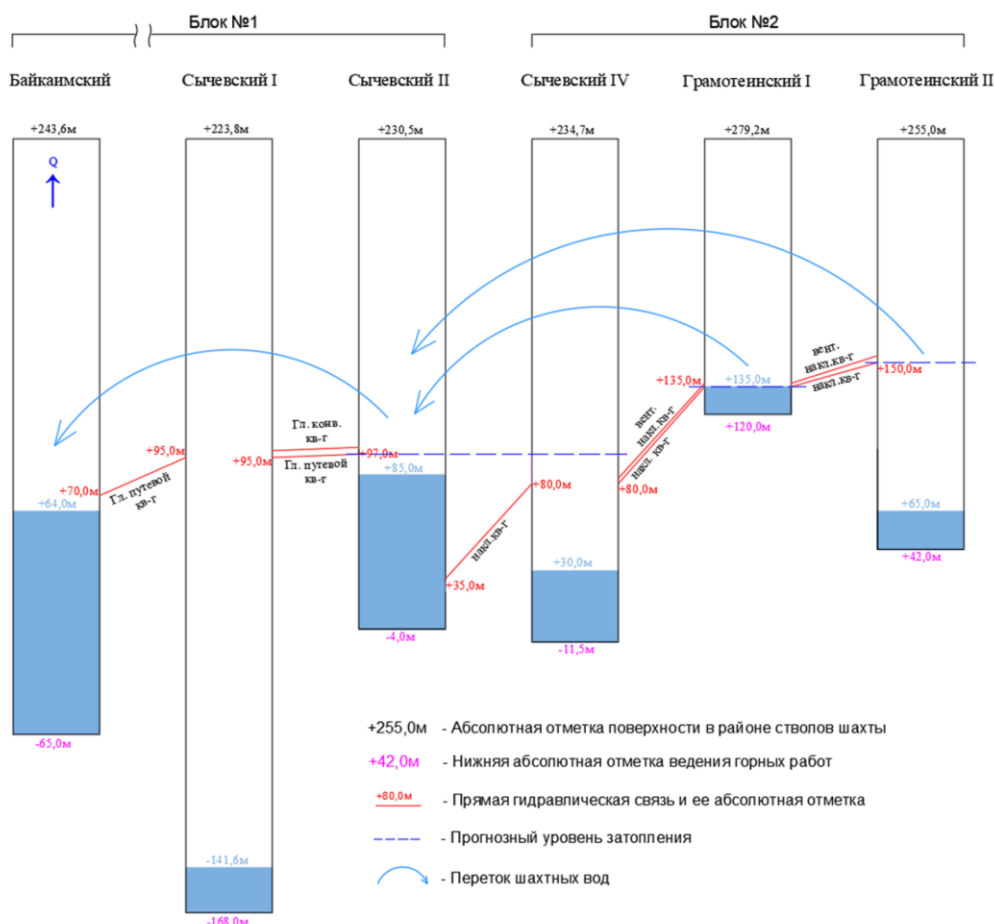 Блок №1
Блок №2
Байкаимский
Сычевский I
Сычевский II
Сычевский IV
Грамотеинский I
Грамотеинский II
+243,6м
+223,8м
+230,5м
+234,7м
+279,2м
+255,0м
Q
вент.
накл.кв-г
накл.кв-г
+135,0м
+135,0м
+150,0м
+120,0м
вент.
накл.кв-г
накл. кв-г
Гл. конв.
кв-г
+95,0м
+95,0м
+97,0м
Гл. путевой
кв-г
+85,0м
+70,0м
Гл. путевой
кв-г
+80,0м
+80,0м
+64,0м
+65,0м
накл.кв-г
+42,0м
+30,0м
+35,0м
-4,0м
-11,5м
-65,0м
-141,6м
-168,0м
+255,0м - Абсолютная отметка поверхности в районе стволов шахты
+42,0м - Нижняя абсолютная отметка ведения горных работ
+80,0м - Прямая гидравлическая связь и ее абсолютная отметка
- Прогнозный уровень затопления
- Переток шахтных вод